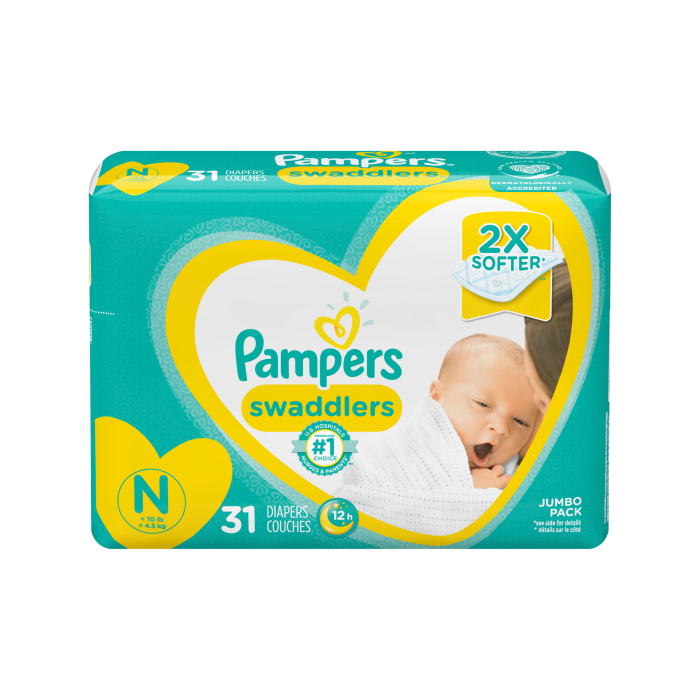 N
31 DIAPERS
COUCHES
Pampers
swaddlers
DERMATOLOGICALLY
ACCREDITED
2X
SOFTER*
Pampers
swaddlers
U.S. HOSPITALS
#1
CHOICE
NURSES & PARENTS
N
< 10 lb
< 4.5 kg
31 DIAPERS
COUCHES
12h
JUMBO
PACK
*see side for details
* détails sur le côté